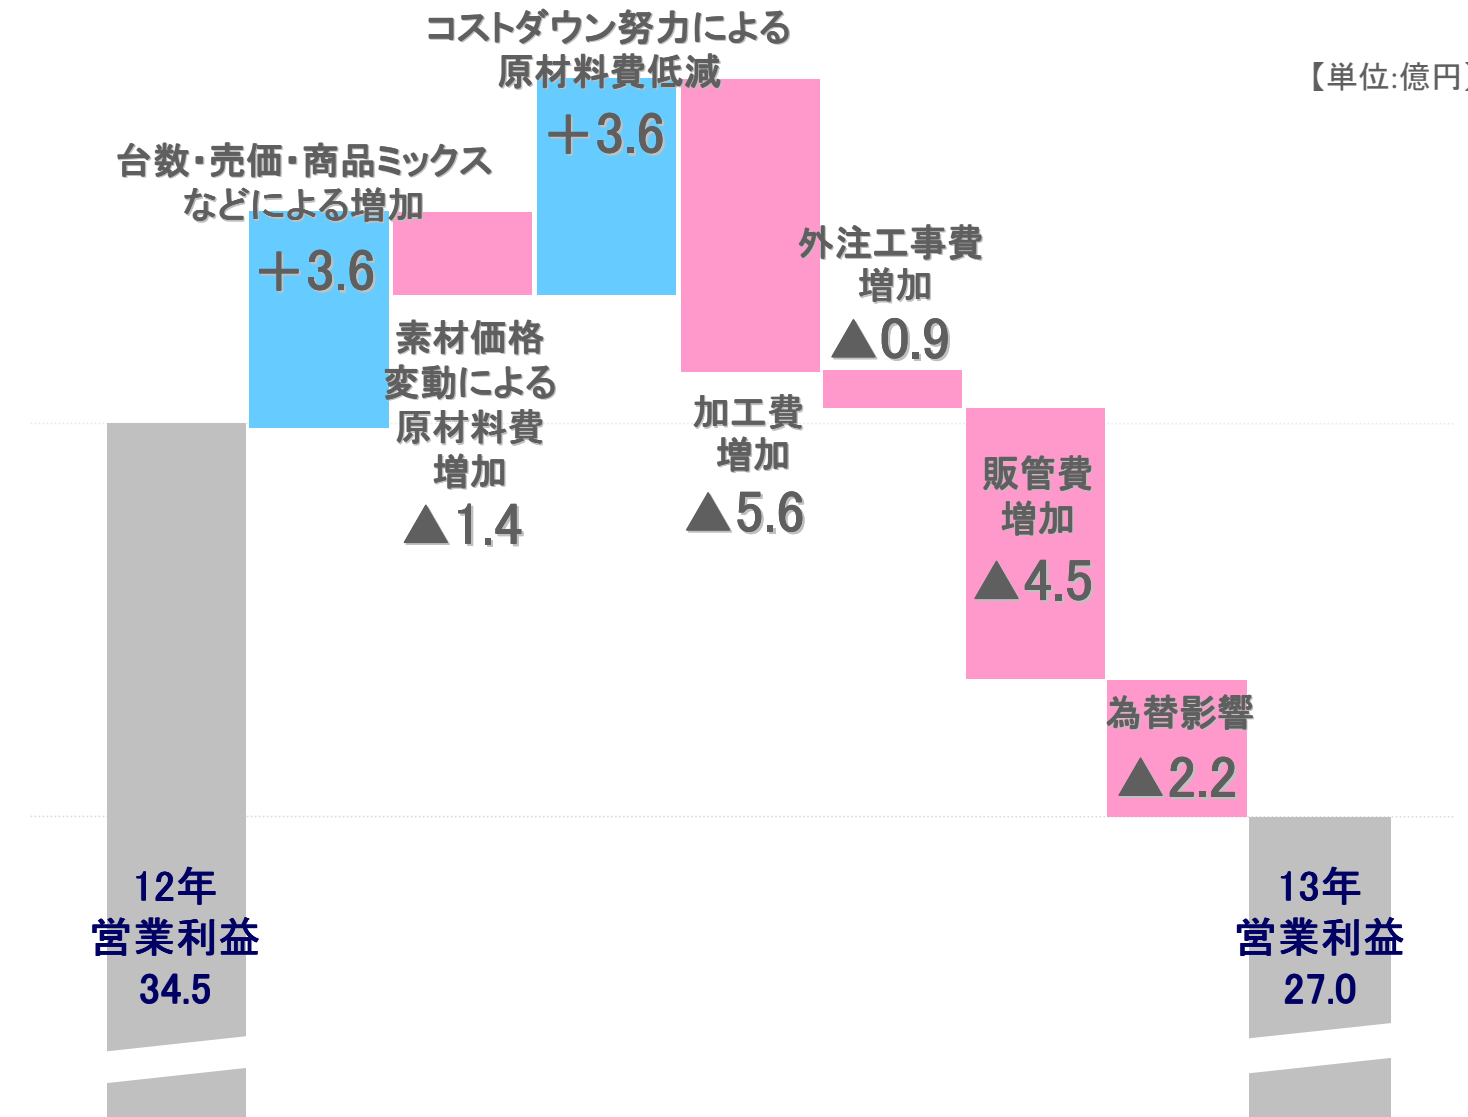 コストダウン努力による
原材料費低減
＋3.6
【単位:億円】
台数・売価・商品ミックス
などによる増加
＋3.6
素材価格
変動による
原材料費
増加
▲1.4
加工費
増加
▲5.6
外注工事費
増加
▲0.9
販管費
増加
▲4.5
為替影響
▲2.2
12年
営業利益
34.5
13年
営業利益
27.0